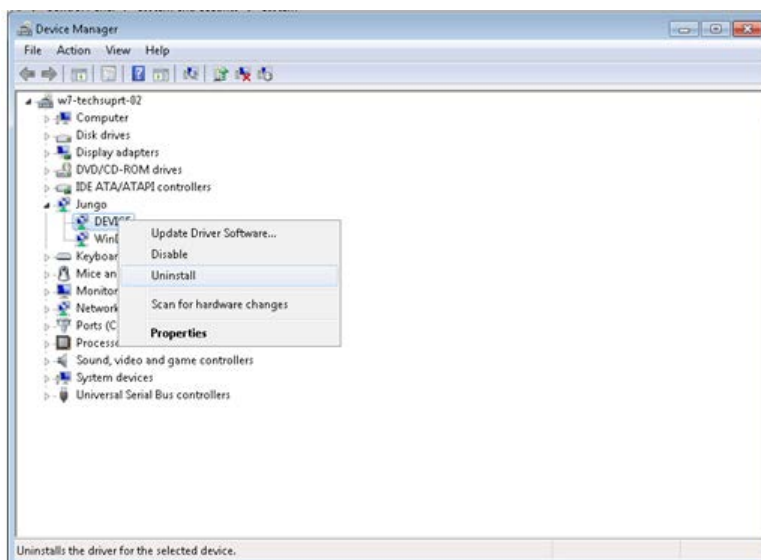 Device Manager
File Action View Help
w7-techsuprt-02
Computer
Disk drives
Display adapters
DVD/CD-ROM drives
IDE ATA/ATAPI controllers
Jungo
DEVICE
Update Driver Software...
Disable
Uninstall
Scan for hardware changes
Properties
Sound, video and game controllers
System devices
Universal Serial Bus controllers
Uninstalls the driver for the selected device.